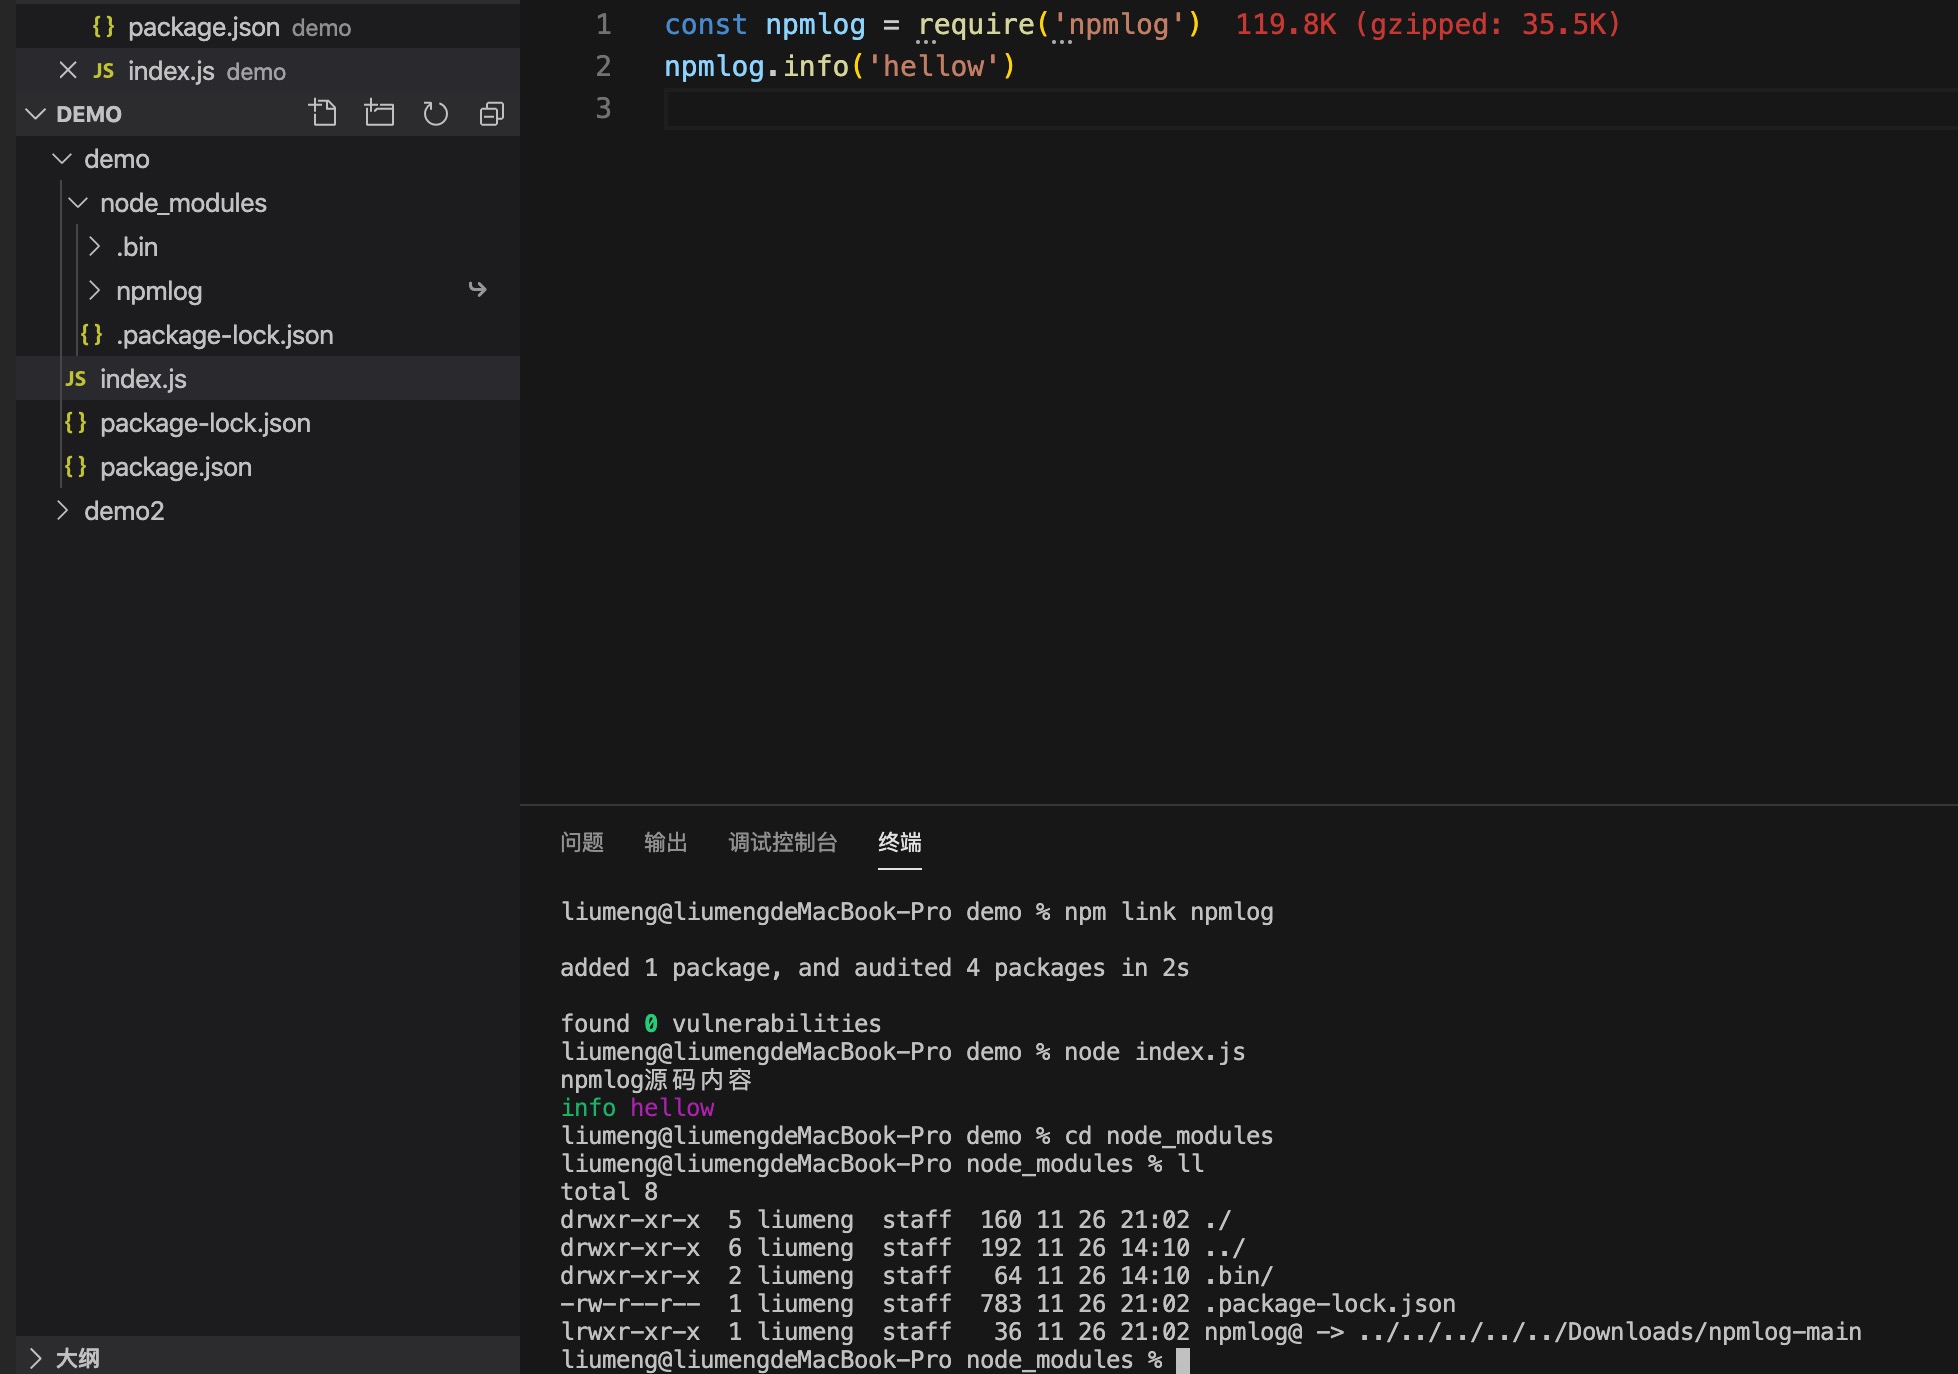 {} package.json demo
JS index.js demo
DEMO
demo
node_modules
.bin
npmlog
{} .package-lock.json
JS index.js
{} package-lock.json
{} package.json
demo2
大纲
1 const npmlog = require('npmlog') 119.8K (gzipped: 35.5K)
2 npmlog.info('hellow')
3
问题 输出 调试控制台 终端
liumeng@liumengdeMacBook-Pro demo % npm link npmlog
added 1 package, and audited 4 packages in 2s
found 0 vulnerabilities
liumeng@liumengdeMacBook-Pro demo % node index.js
npmlog源码内容
info hellow
liumeng@liumengdeMacBook-Pro demo % cd node_modules
liumeng@liumengdeMacBook-Pro node_modules % ll
total 8
drwxr-xr-x  5 liumeng  staff  160 11 26 21:02 ./
drwxr-xr-x  6 liumeng  staff  192 11 26 14:10 ../
drwxr-xr-x  2 liumeng  staff   64 11 26 14:10 .bin/
-rw-r--r--  1 liumeng  staff  783 11 26 21:02 .package-lock.json
lrwxr-xr-x  1 liumeng  staff   36 11 26 21:02 npmlog@ -> ../../../../../Downloads/npmlog-main
liumeng@liumengdeMacBook-Pro node_modules %